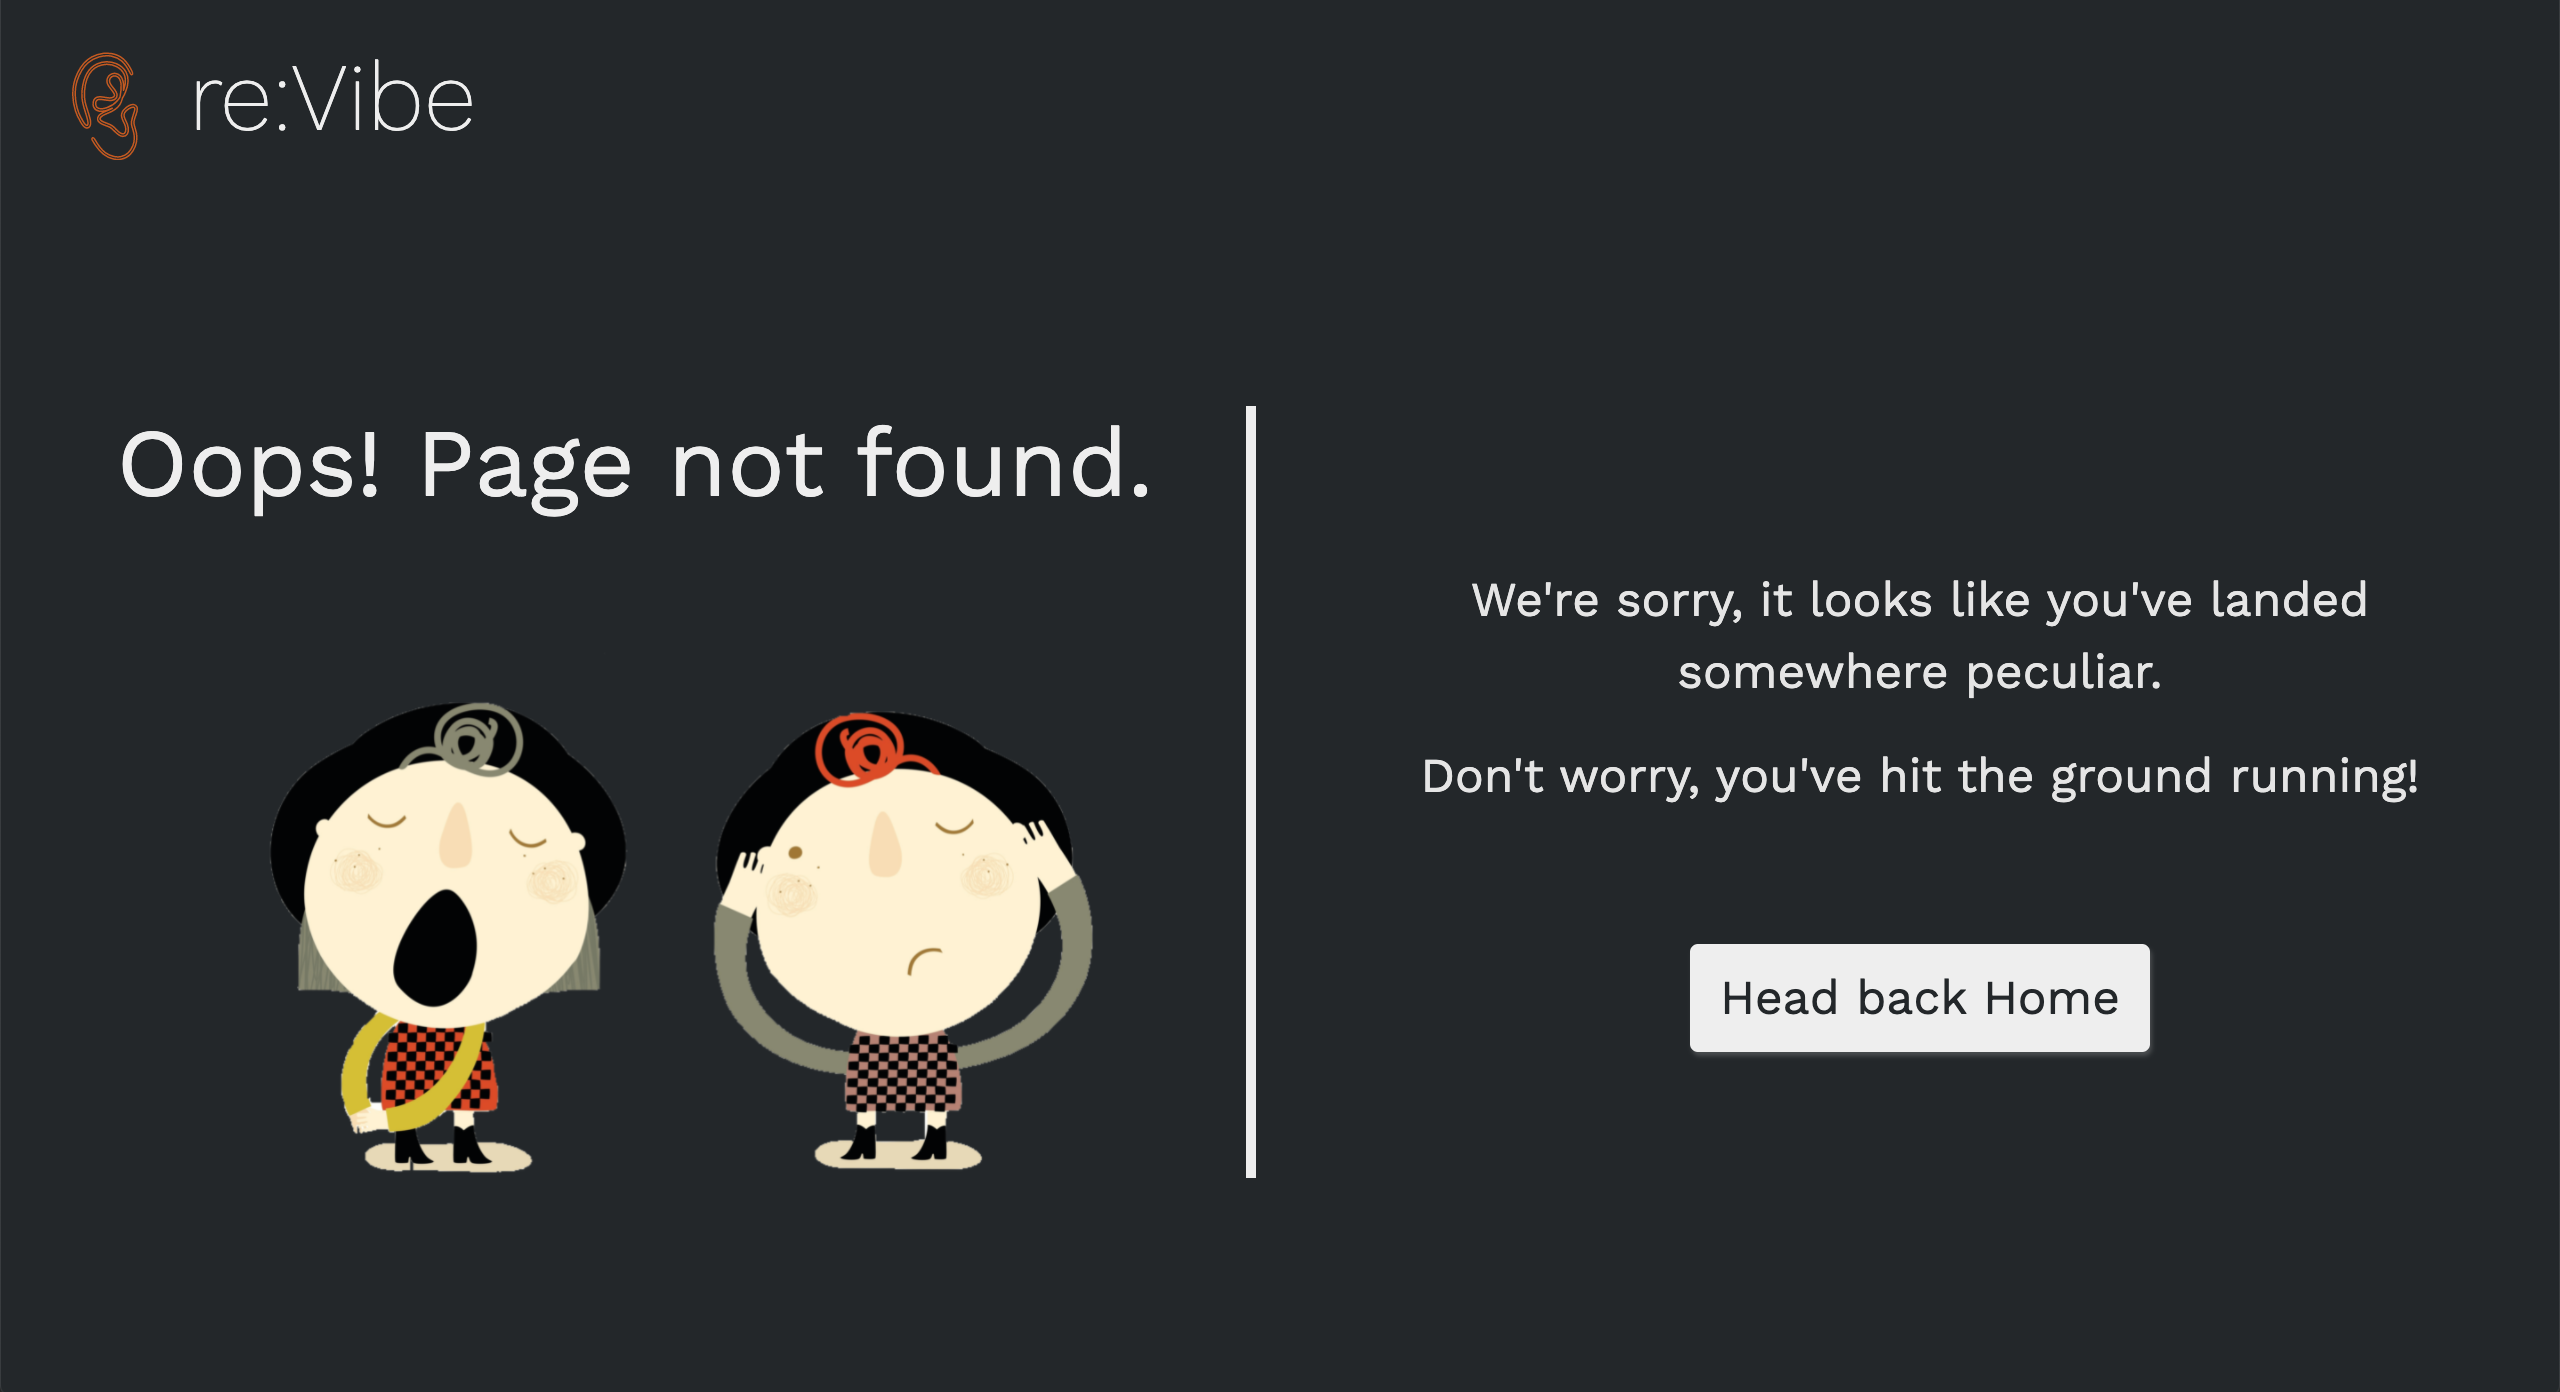 re:Vibe
Oops! Page not found.
We're sorry, it looks like you've landed
somewhere peculiar.
Don't worry, you've hit the ground running!
Head back Home